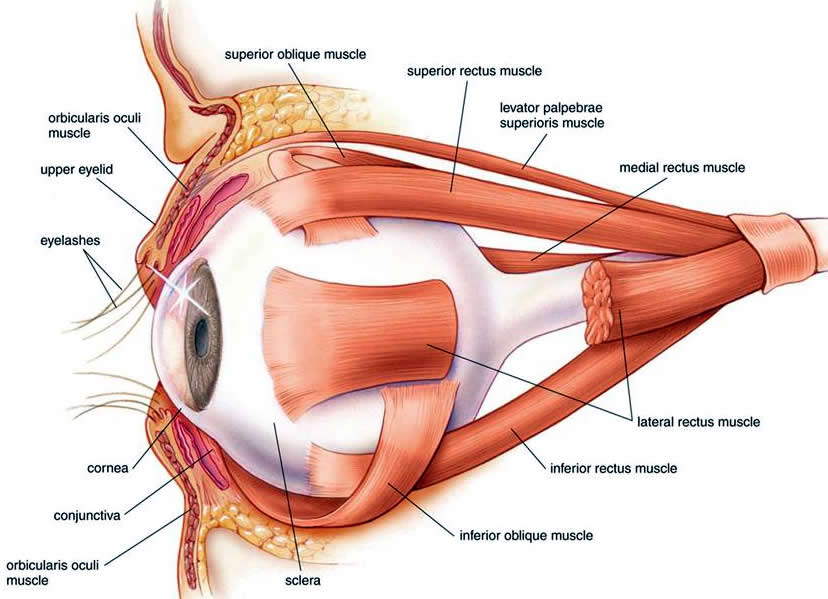 superior oblique muscle
superior rectus muscle
levator palpebrae
superioris muscle
orbicularis oculi
muscle
medial rectus muscle
upper eyelid
eyelashes
lateral rectus muscle
cornea
inferior rectus muscle
conjunctiva
inferior oblique muscle
orbicularis oculi
muscle
sclera